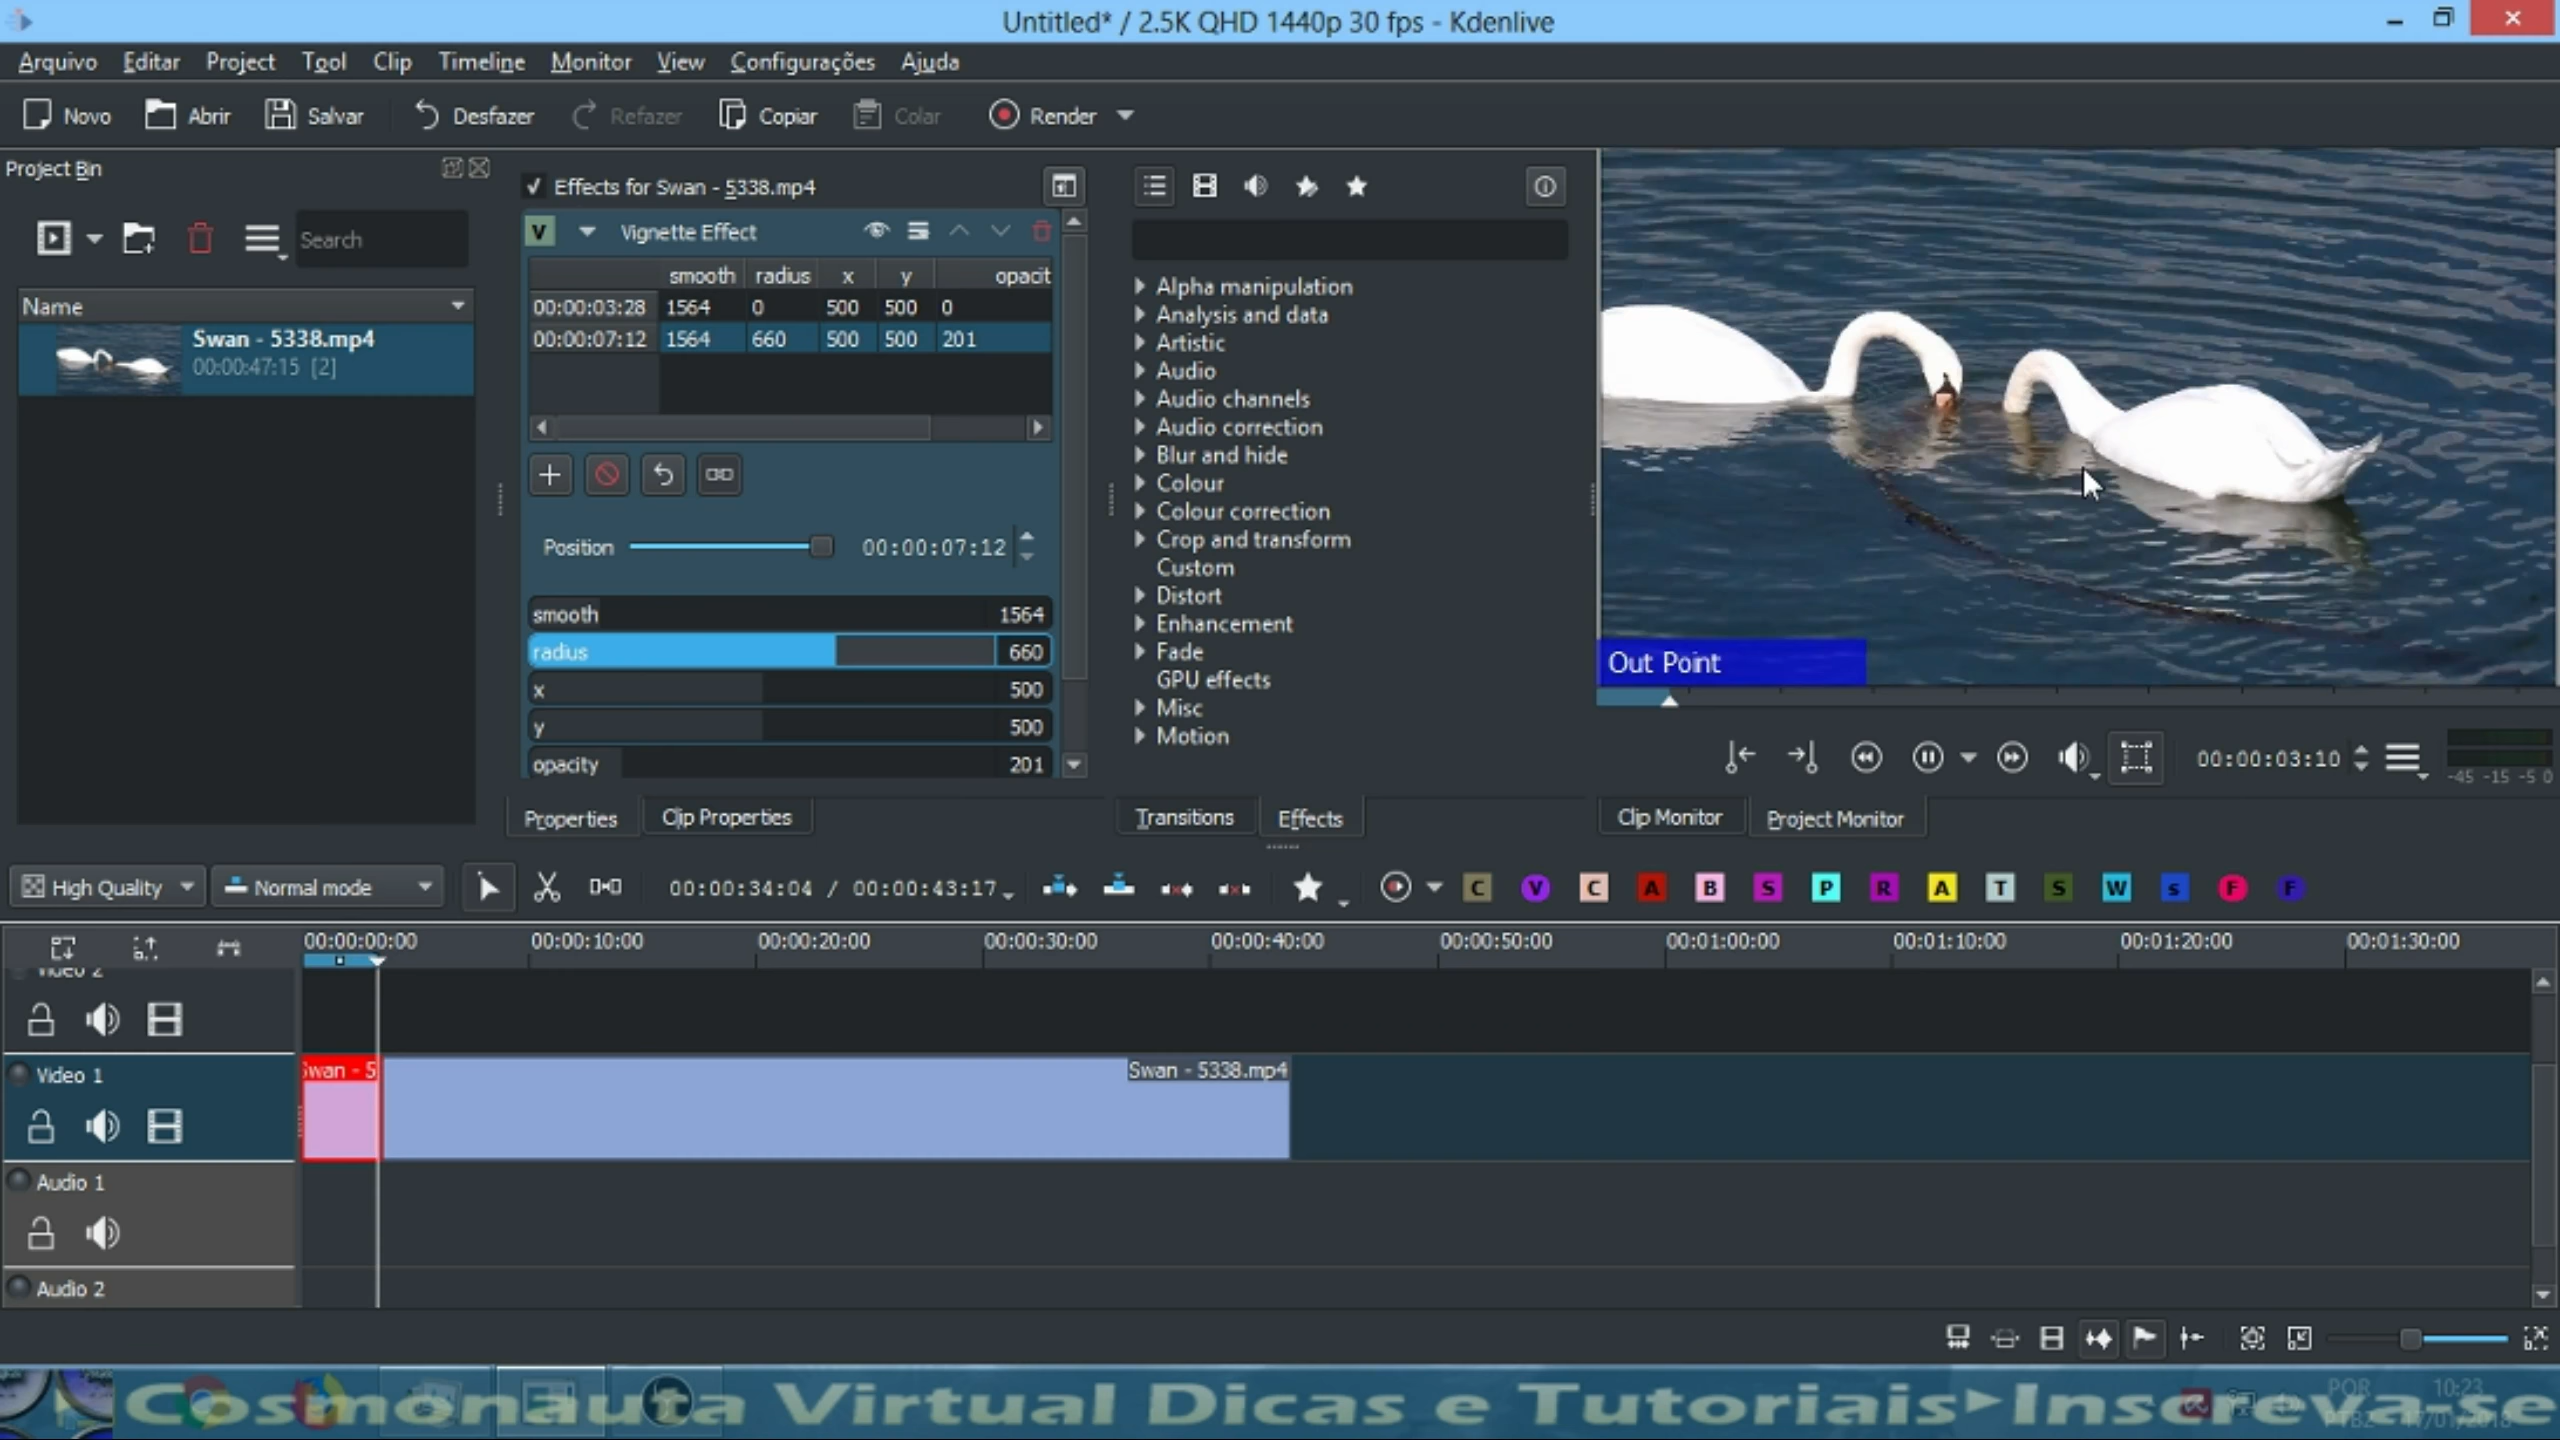 Untitled* / 2.5K QHD 1440p 30 fps - Kdenlive
Arquivo Editar Project Tool Clip Timeline Monitor View Configurações Ajuda
Novo Abrir Salvar Desfazer Refazer Copiar Colar Render
Project Bin
Search
Name
Swan - 5338.mp4
00:00:47:15 [2]
Effects for Swan - 5338.mp4
V Vignette Effect
smooth radius x y opacit
00:00:03:28 1564 0 500 500 0
00:00:07:12 1564 660 500 500 201
Position 00:00:07:12
smooth 1564
radius 660
x 500
y 500
opacity 201
Properties Clip Properties
Alpha manipulation
Analysis and data
Artistic
Audio
Audio channels
Audio correction
Blur and hide
Colour
Colour correction
Crop and transform
Custom
Distort
Enhancement
Fade
GPU effects
Misc
Motion
Transitions Effects
Out Point
00:00:03:10
-45 -15 -5 0
Clip Monitor Project Monitor
High Quality Normal mode 00:00:34:04 / 00:00:43:17 C V C A B S P R A T S W s F F
00:00:00:00 00:00:10:00 00:00:20:00 00:00:30:00 00:00:40:00 00:00:50:00 00:01:00:00 00:01:10:00 00:01:20:00 00:01:30:00
Video 2
Video 1
Swan - 5
Swan - 5338.mp4
Audio 1
Audio 2
Cosmonauta Virtual Dicas e Tutoriais►Inscreva-se
POR 10:23
PTB2 17/01/2018